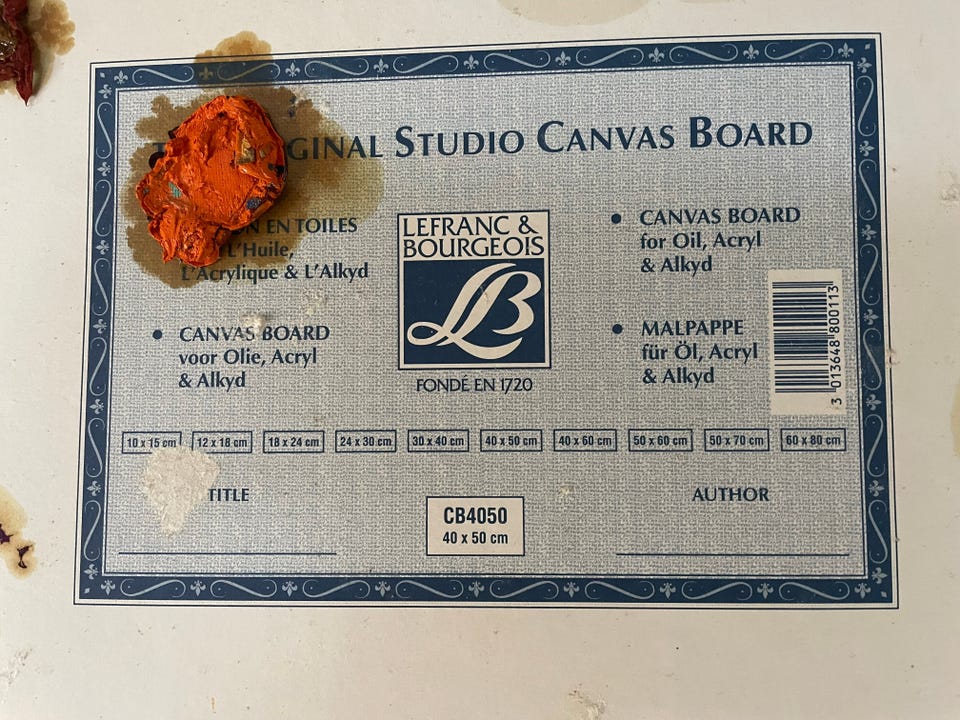 STUDIO CANVAS BOARD
EN TOILES
L'Huile,
L'Acrylique & L'Alkyd
CANVAS BOARD
voor Olie, Acryl
& Alkyd
LEFRANC &
BOURGEOIS
LB
FONDÉ EN 1720
CANVAS BOARD
for Oil, Acryl
& Alkyd
MALPAPPE
für Öl, Acryl
& Alkyd
3 013648 800113
10 x 15 cm 12 x 18 cm 18 x 24 cm 24 x 30 cm 30 x 40 cm 40 x 50 cm 40 x 60 cm 50 x 60 cm 50 x 70 cm 60 x 80 cm
TITLE
AUTHOR
CB4050
40 x 50 cm